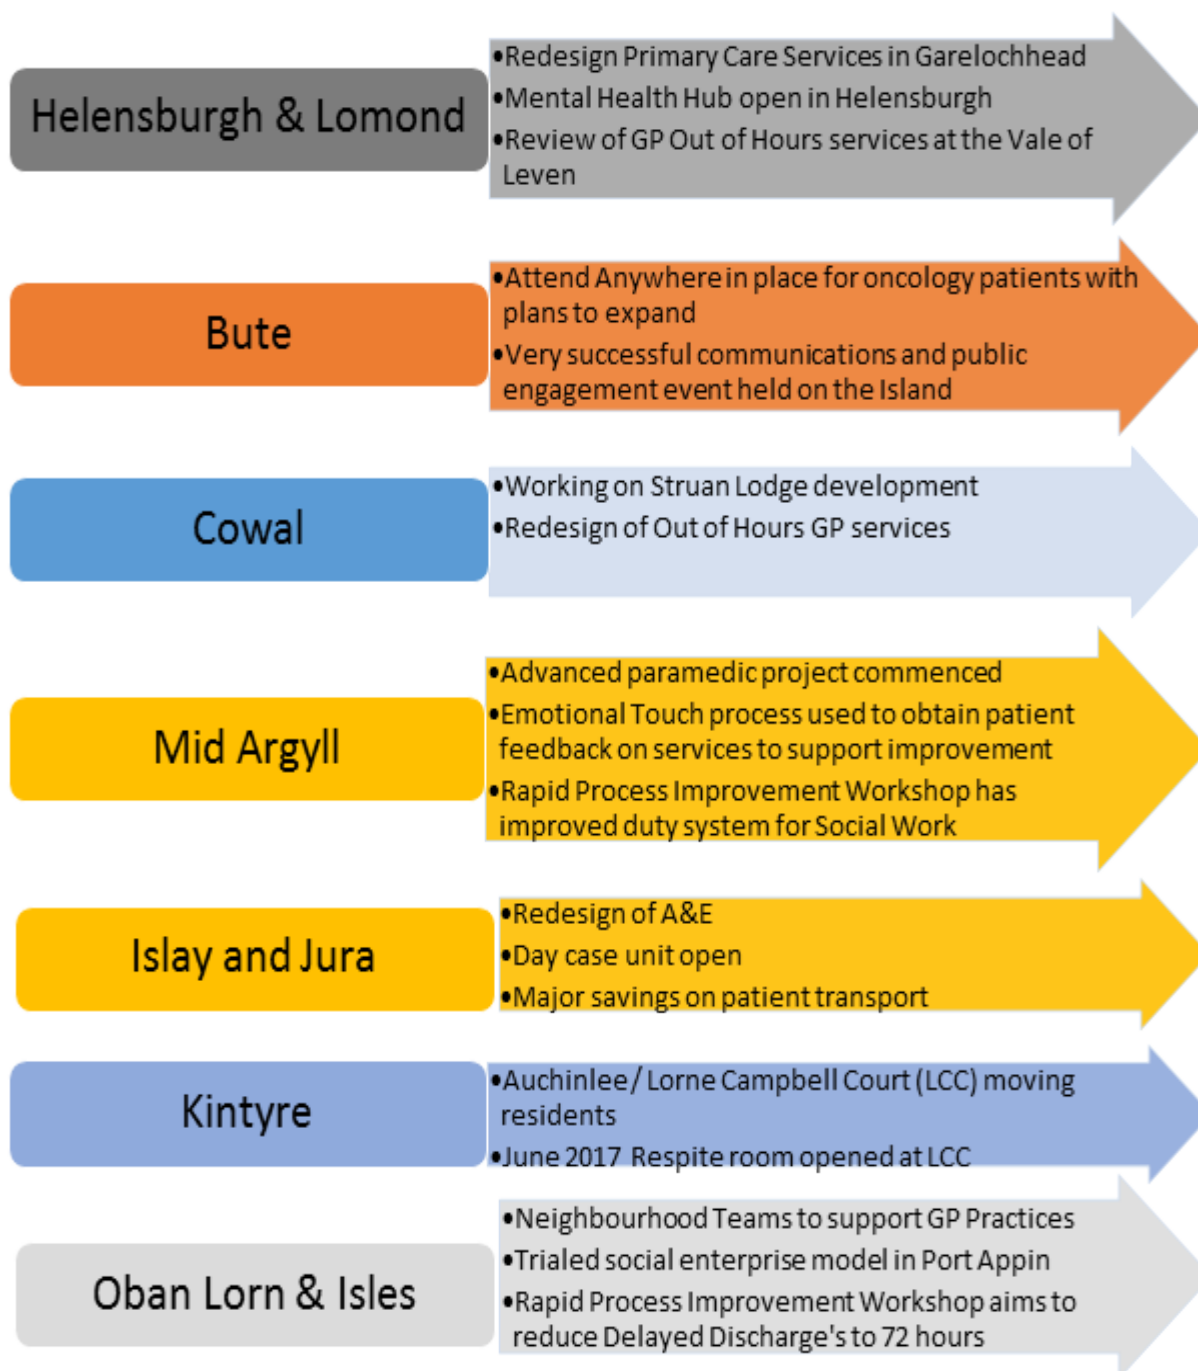 Helensburgh & Lomond
•Redesign Primary Care Services in Garelochhead
•Mental Health Hub open in Helensburgh
•Review of GP Out of Hours services at the Vale of
Leven
Bute
•Attend Anywhere in place for oncology patients with
plans to expand
•Very successful communications and public
engagement event held on the Island
Cowal
•Working on Struan Lodge development
•Redesign of Out of Hours GP services
Mid Argyll
•Advanced paramedic project commenced
•Emotional Touch process used to obtain patient
feedback on services to support improvement
•Rapid Process Improvement Workshop has
improved duty system for Social Work
Islay and Jura
•Redesign of A&E
•Day case unit open
•Major savings on patient transport
Kintyre
•Auchinlee / Lorne Campbell Court (LCC) moving
residents
•June 2017 Respite room opened at LCC
Oban Lorn & Isles
•Neighbourhood Teams to support GP Practices
•Trialed social enterprise model in Port Appin
•Rapid Process Improvement Workshop aims to
reduce Delayed Discharge's to 72 hours